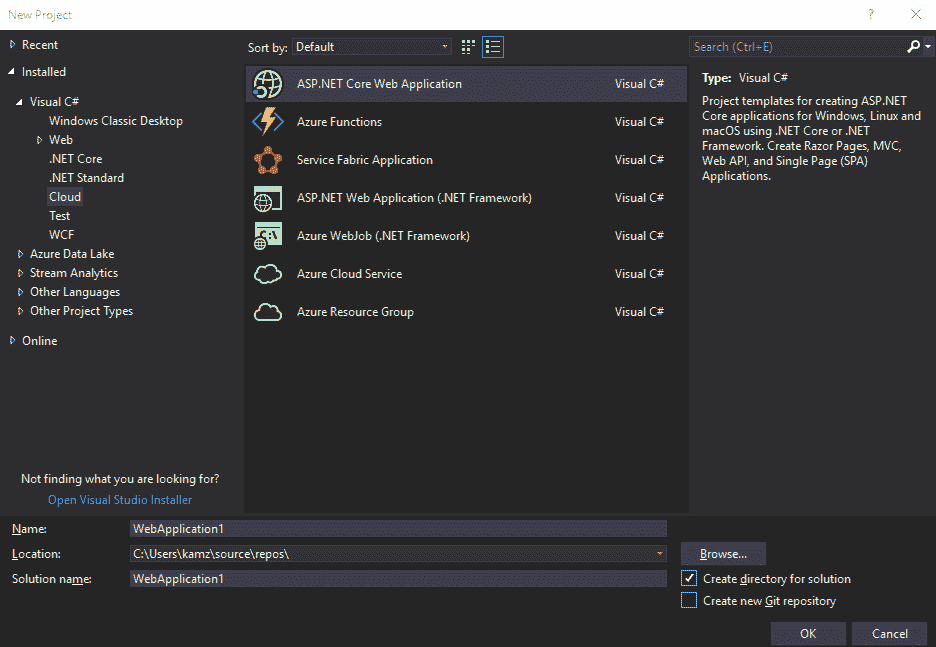 New Project
?
Recent
Installed
Visual C#
Windows Classic Desktop
Web
.NET Core
.NET Standard
Cloud
Test
WCF
Azure Data Lake
Stream Analytics
Other Languages
Other Project Types
Online
Not finding what you are looking for?
Open Visual Studio Installer
Sort by: Default
ASP.NET Core Web Application Visual C#
Azure Functions Visual C#
Service Fabric Application Visual C#
ASP.NET Web Application (.NET Framework) Visual C#
Azure WebJob (.NET Framework) Visual C#
Azure Cloud Service Visual C#
Azure Resource Group Visual C#
Search (Ctrl+E)
Type: Visual C#
Project templates for creating ASP.NET
Core applications for Windows, Linux and
macOS using .NET Core or .NET
Framework. Create Razor Pages, MVC,
Web API, and Single Page (SPA)
Applications.
Name: WebApplication1
Location: C:\Users\kamz\source\repos\
Browse...
Solution name: WebApplication1
Create directory for solution
Create new Git repository
OK Cancel